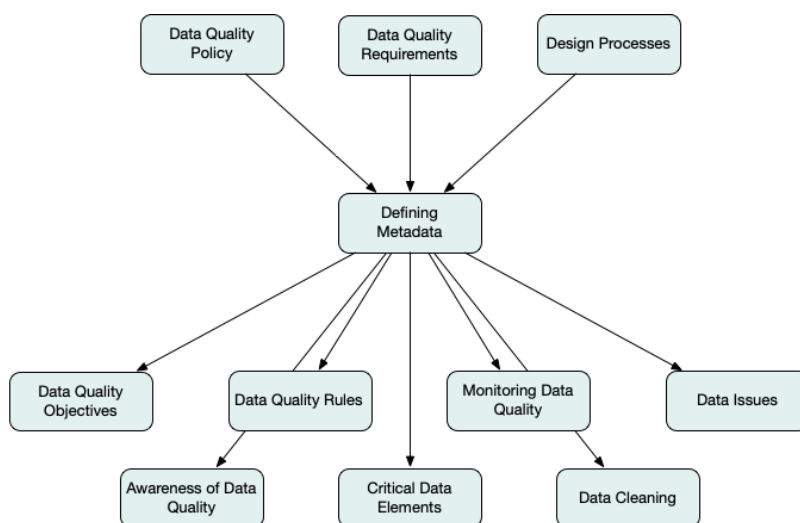 Data Quality
Policy
Data Quality
Requirements
Design Processes
Defining
Metadata
Data Quality
Objectives
Data Quality Rules
Monitoring Data
Quality
Data Issues
Awareness of Data
Quality
Critical Data
Elements
Data Cleaning